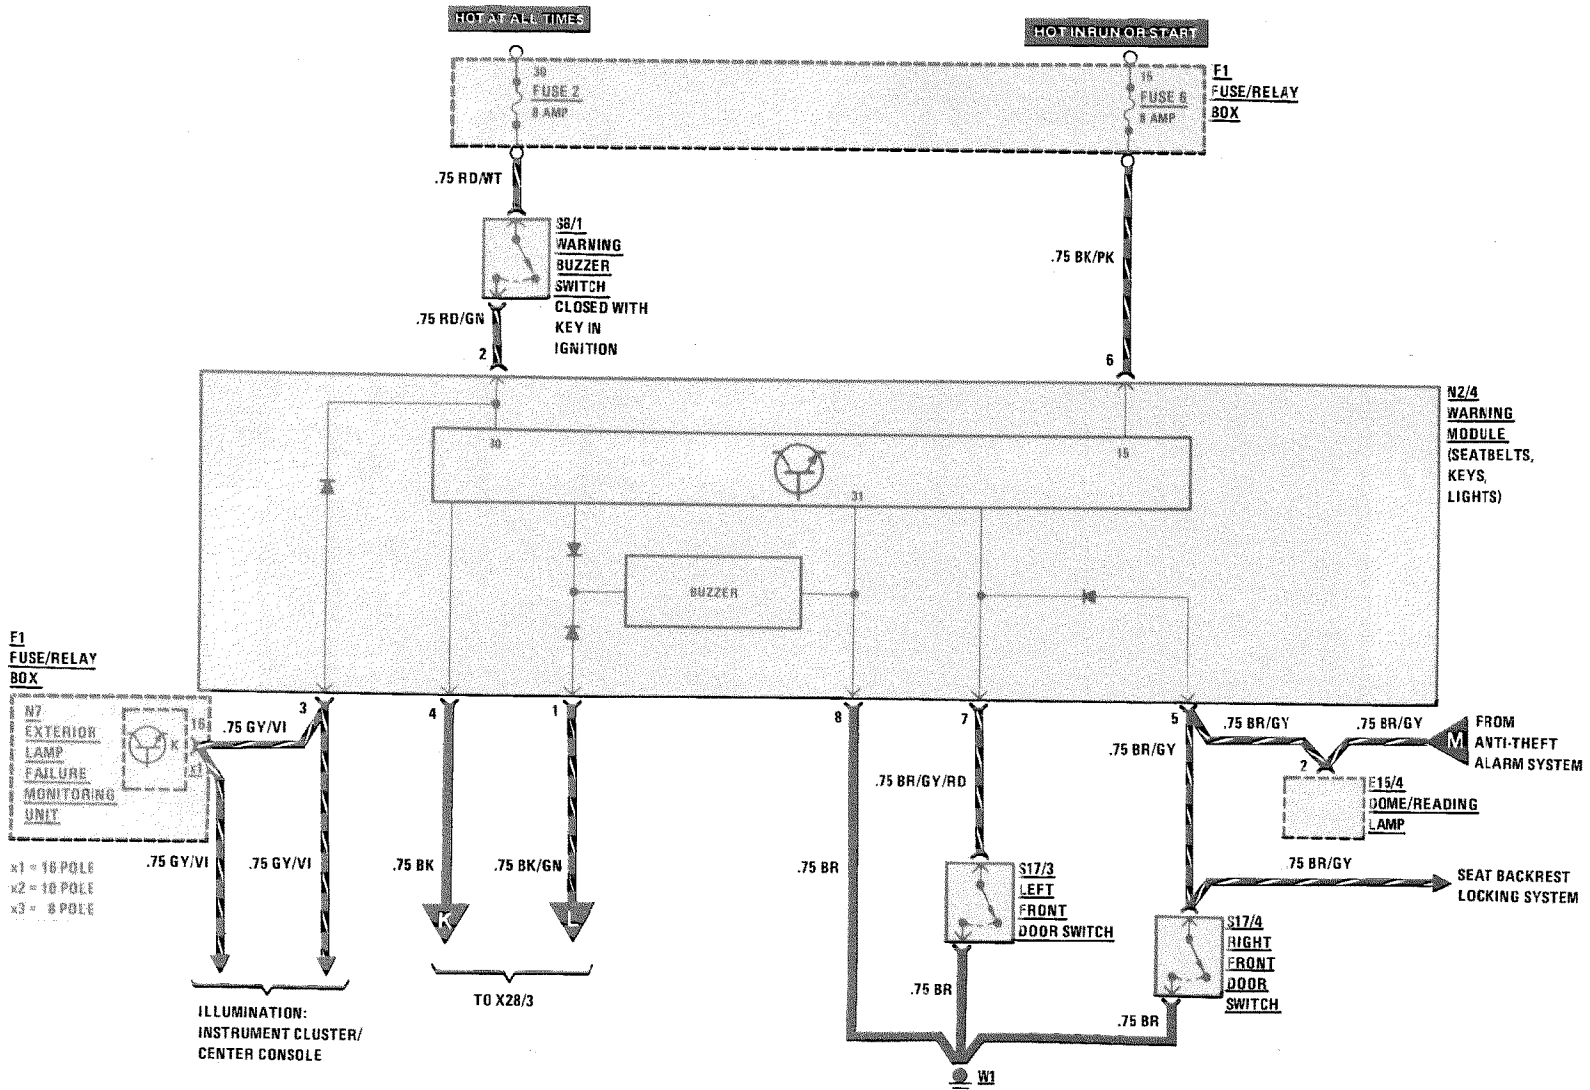 HOT AT ALL TIMES
HOT IN RUN OR START
30
FUSE 2
8 AMP
15
FUSE 6
8 AMP
F1
FUSE/RELAY
BOX
.75 RD/WT
S8/1
WARNING
BUZZER
SWITCH
CLOSED WITH
KEY IN
IGNITION
.75 BK/PK
.75 RD/GN
2
6
N2/4
WARNING
MODULE
(SEATBELTS,
KEYS,
LIGHTS)
30
15
31
BUZZER
F1
FUSE/RELAY
BOX
N7
EXTERIOR
LAMP
FAILURE
MONITORING
UNIT
K
16
x1
.75 GY/VI
3
4
1
8
7
5
.75 BR/GY
.75 BR/GY
M
FROM
ANTI-THEFT
ALARM SYSTEM
.75 BR/GY
2
E15/4
DOME/READING
LAMP
.75 BR/GY/RD
x1 = 16 POLE
x2 = 10 POLE
x3 = 8 POLE
.75 GY/VI
.75 GY/VI
.75 BK
.75 BK/GN
.75 BR
K
L
S17/3
LEFT
FRONT
DOOR SWITCH
.75 BR/GY
SEAT BACKREST
LOCKING SYSTEM
S17/4
RIGHT
FRONT
DOOR
SWITCH
TO X28/3
.75 BR
.75 BR
ILLUMINATION:
INSTRUMENT CLUSTER/
CENTER CONSOLE
W1